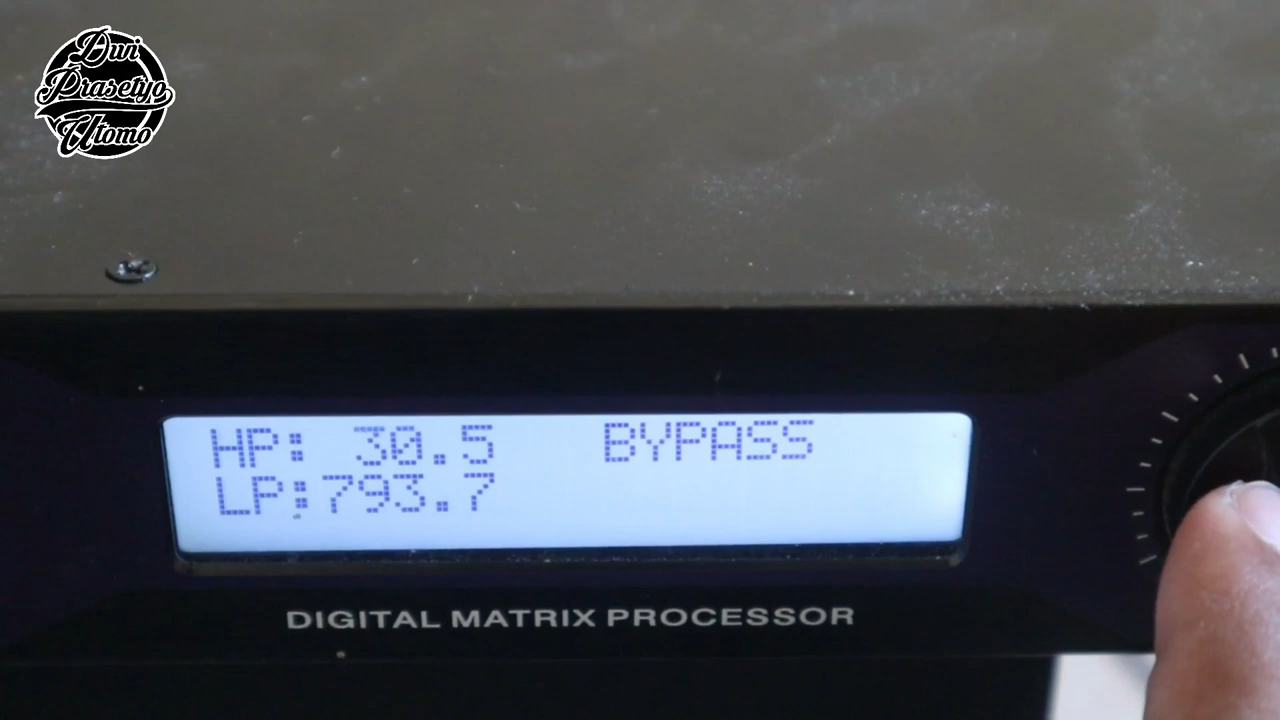 Dwi
Prasetyo
Utomo
HP: 30.5 BYPASS
LP:793.7
DIGITAL MATRIX PROCESSOR